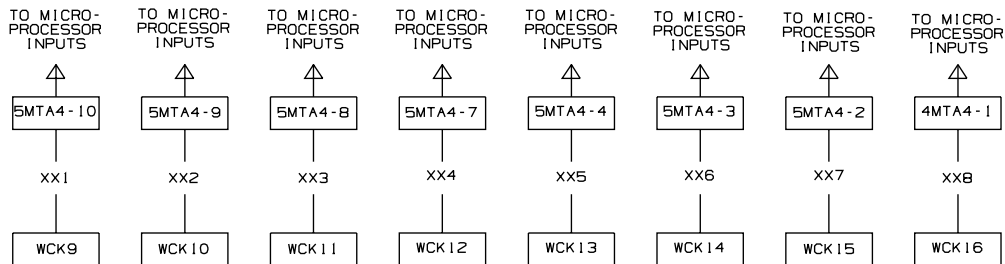 TO MICRO-
PROCESSOR
INPUTS
TO MICRO-
PROCESSOR
INPUTS
TO MICRO-
PROCESSOR
INPUTS
TO MICRO-
PROCESSOR
INPUTS
TO MICRO-
PROCESSOR
INPUTS
TO MICRO-
PROCESSOR
INPUTS
TO MICRO-
PROCESSOR
INPUTS
TO MICRO-
PROCESSOR
INPUTS
5MTA4-10 5MTA4-9 5MTA4-8 5MTA4-7 5MTA4-4 5MTA4-3 5MTA4-2 4MTA4-1
XX1 XX2 XX3 XX4 XX5 XX6 XX7 XX8
WCK9 WCK10 WCK11 WCK12 WCK13 WCK14 WCK15 WCK16